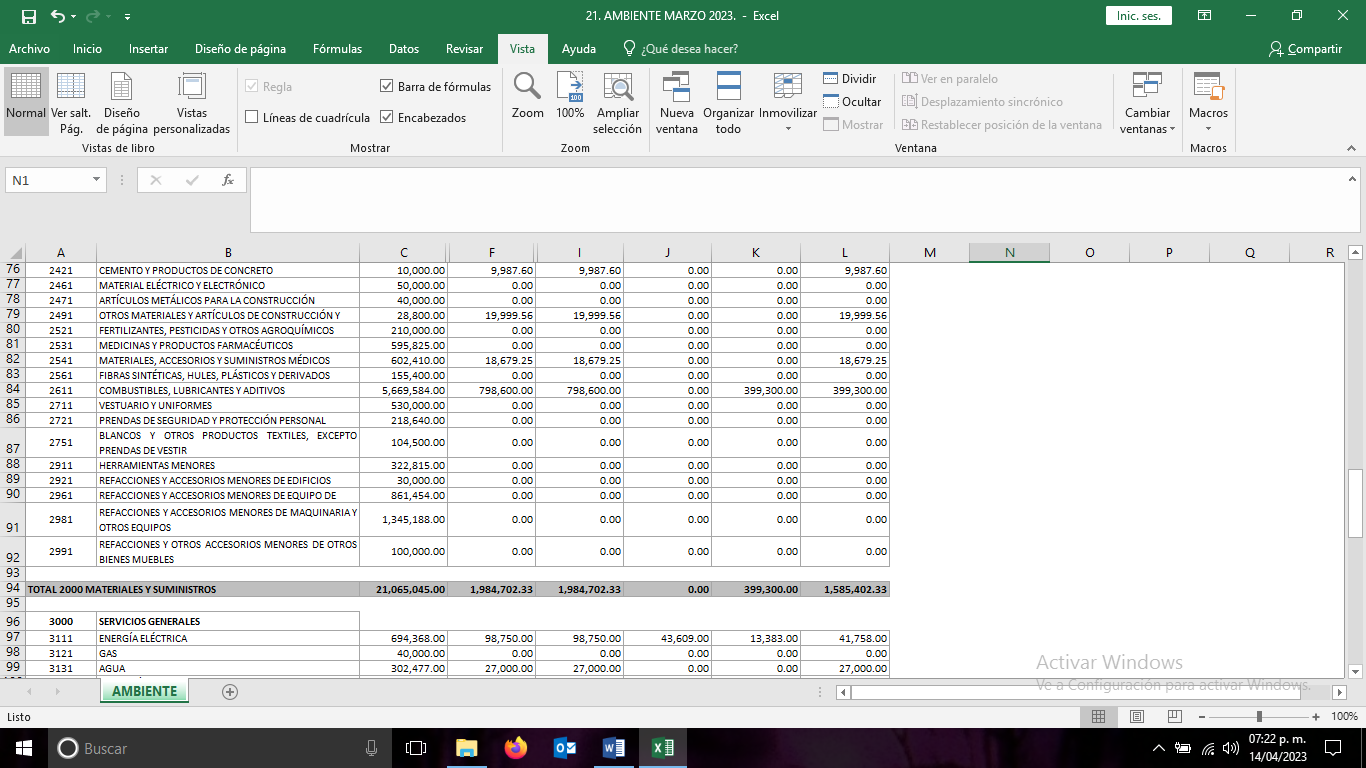 21. AMBIENTE MARZO 2023. - Excel
Inic. ses.
Archivo Inicio Insertar Diseño de página Fórmulas Datos Revisar Vista Ayuda ¿Qué desea hacer? Compartir
Normal
Ver salt. Pág.
Diseño de página
Vistas personalizadas
Vistas de libro
Regla
Barra de fórmulas
Líneas de cuadrícula
Encabezados
Mostrar
Zoom
100
100%
Ampliar selección
Zoom
Nueva ventana
Organizar todo
Inmovilizar
Dividir
Ocultar
Mostrar
Ver en paralelo
Desplazamiento sincrónico
Restablecer posición de la ventana
Cambiar ventanas
Ventana
Macros
Macros
N1
fx
A B C F I J K L M N O P Q R
76 2421 CEMENTO Y PRODUCTOS DE CONCRETO 10,000.00 9,987.60 9,987.60 0.00 0.00 9,987.60
77 2461 MATERIAL ELÉCTRICO Y ELECTRÓNICO 50,000.00 0.00 0.00 0.00 0.00 0.00
78 2471 ARTÍCULOS METÁLICOS PARA LA CONSTRUCCIÓN 40,000.00 0.00 0.00 0.00 0.00 0.00
79 2491 OTROS MATERIALES Y ARTÍCULOS DE CONSTRUCCIÓN Y 28,800.00 19,999.56 19,999.56 0.00 0.00 19,999.56
80 2521 FERTILIZANTES, PESTICIDAS Y OTROS AGROQUÍMICOS 210,000.00 0.00 0.00 0.00 0.00 0.00
81 2531 MEDICINAS Y PRODUCTOS FARMACÉUTICOS 595,825.00 0.00 0.00 0.00 0.00 0.00
82 2541 MATERIALES, ACCESORIOS Y SUMINISTROS MÉDICOS 602,410.00 18,679.25 18,679.25 0.00 0.00 18,679.25
83 2561 FIBRAS SINTÉTICAS, HULES, PLÁSTICOS Y DERIVADOS 155,400.00 0.00 0.00 0.00 0.00 0.00
84 2611 COMBUSTIBLES, LUBRICANTES Y ADITIVOS 5,669,584.00 798,600.00 798,600.00 0.00 399,300.00 399,300.00
85 2711 VESTUARIO Y UNIFORMES 530,000.00 0.00 0.00 0.00 0.00 0.00
86 2721 PRENDAS DE SEGURIDAD Y PROTECCIÓN PERSONAL 218,640.00 0.00 0.00 0.00 0.00 0.00
87 2751 BLANCOS Y OTROS PRODUCTOS TEXTILES, EXCEPTO PRENDAS DE VESTIR 104,500.00 0.00 0.00 0.00 0.00 0.00
88 2911 HERRAMIENTAS MENORES 322,815.00 0.00 0.00 0.00 0.00 0.00
89 2921 REFACCIONES Y ACCESORIOS MENORES DE EDIFICIOS 30,000.00 0.00 0.00 0.00 0.00 0.00
90 2961 REFACCIONES Y ACCESORIOS MENORES DE EQUIPO DE 861,454.00 0.00 0.00 0.00 0.00 0.00
91 2981 REFACCIONES Y ACCESORIOS MENORES DE MAQUINARIA Y OTROS EQUIPOS 1,345,188.00 0.00 0.00 0.00 0.00 0.00
92 2991 REFACCIONES Y OTROS ACCESORIOS MENORES DE OTROS BIENES MUEBLES 100,000.00 0.00 0.00 0.00 0.00 0.00
93
94 TOTAL 2000 MATERIALES Y SUMINISTROS 21,065,045.00 1,984,702.33 1,984,702.33 0.00 399,300.00 1,585,402.33
95
96 3000 SERVICIOS GENERALES
97 3111 ENERGÍA ELÉCTRICA 694,368.00 98,750.00 98,750.00 43,609.00 13,383.00 41,758.00
98 3121 GAS 40,000.00 0.00 0.00 0.00 0.00 0.00
99 3131 AGUA 302,477.00 27,000.00 27,000.00 0.00 0.00 27,000.00
Activar Windows
Ve a Configuración para activar Windows.
AMBIENTE
Listo
100%
Buscar
07:22 p. m.
14/04/2023